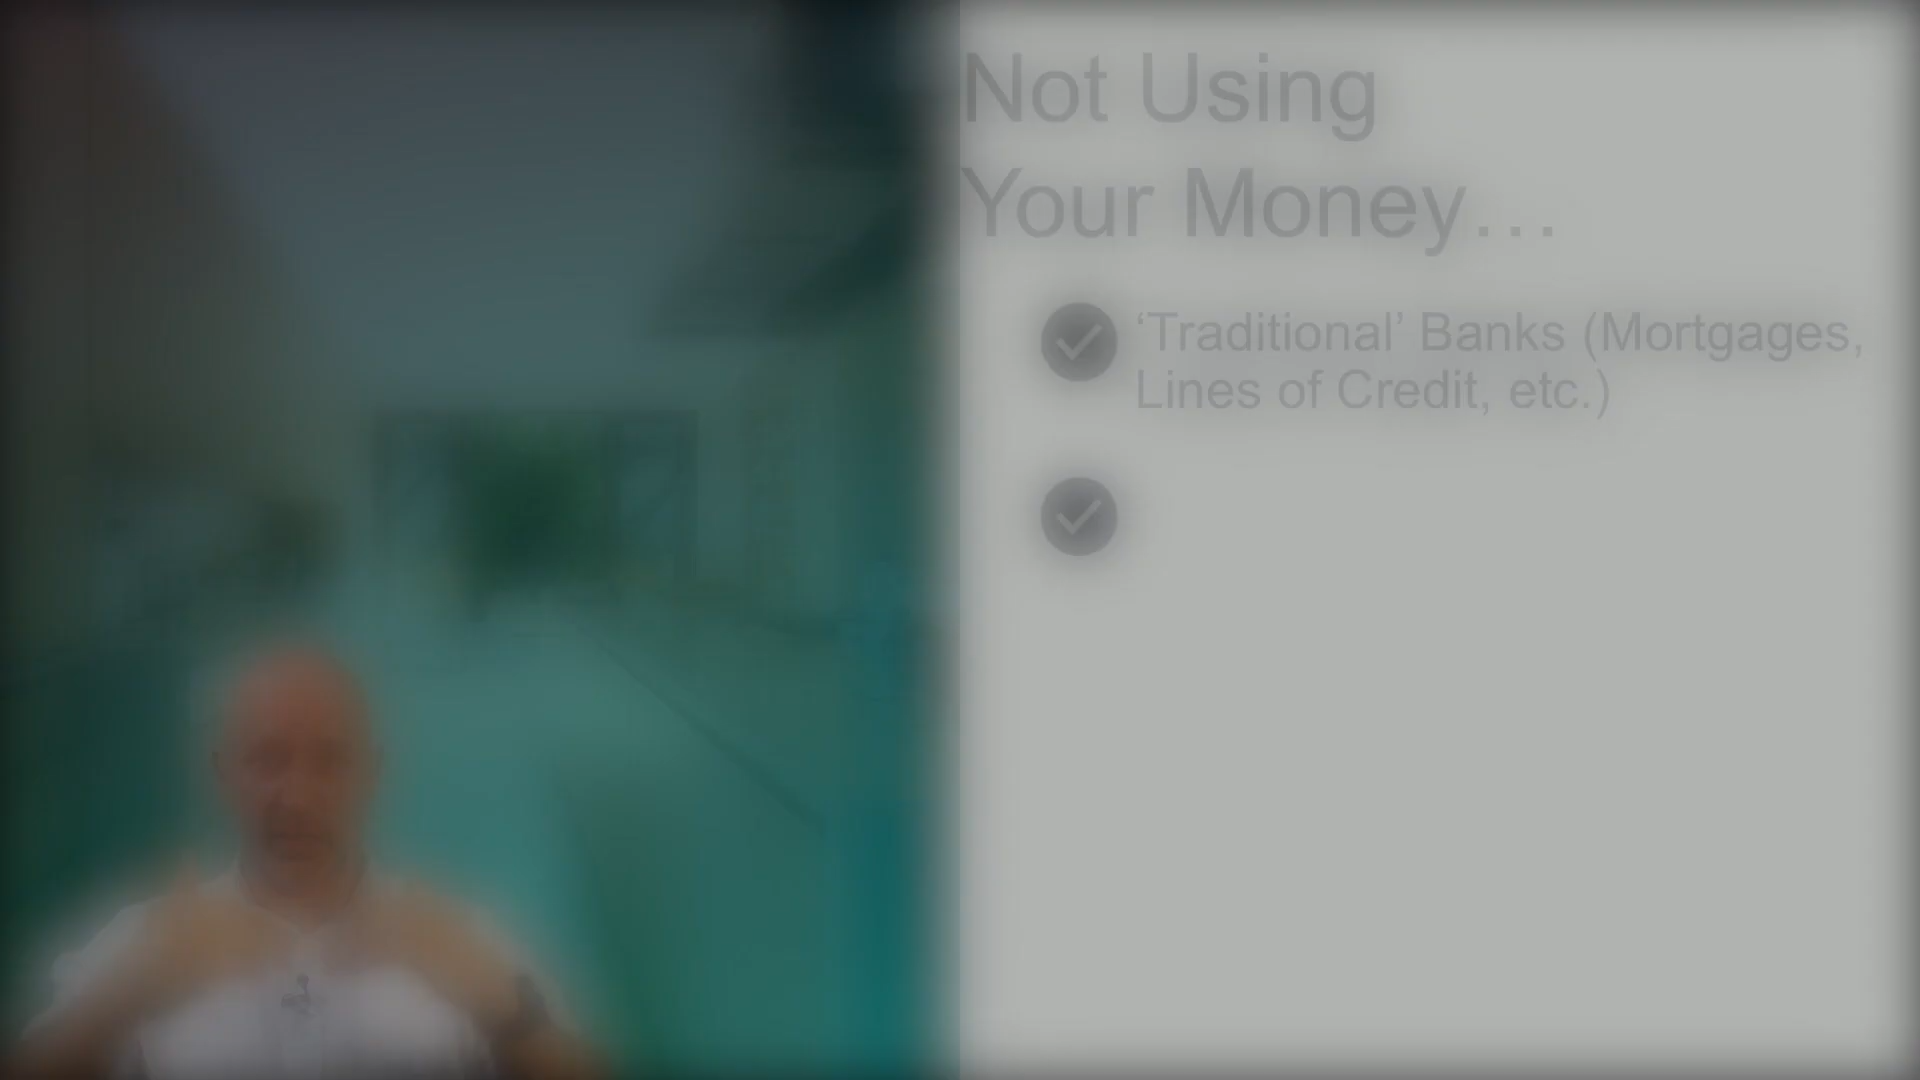 Not Using
Your Money…
‘Traditional’ Banks (Mortgages,
Lines of Credit, etc.)